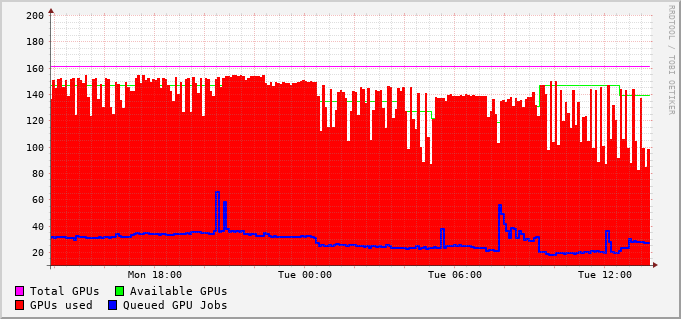 200
180
160
140
120
100
80
60
40
20
Mon 18:00 Tue 00:00 Tue 06:00 Tue 12:00
Total GPUs Available GPUs
GPUs used Queued GPU Jobs
RRDTOOL / TOBI OETIKER